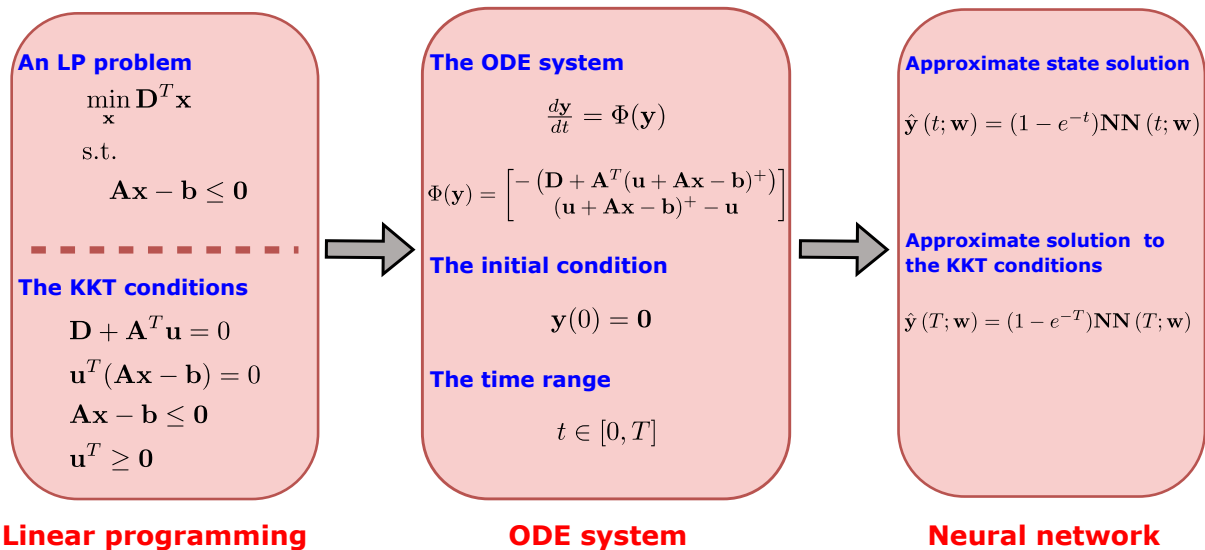 An LP problem
min_x D^T x
s.t.
Ax − b ≤ 0
The KKT conditions
D + A^T u = 0
u^T(Ax − b) = 0
Ax − b ≤ 0
u^T ≥ 0
Linear programming
The ODE system
dy/dt = Φ(y)
Φ(y) = [ −(D + A^T(u + Ax − b)^+)
(u + Ax − b)^+ − u ]
The initial condition
y(0) = 0
The time range
t ∈ [0, T]
ODE system
Approximate state solution
ŷ (t; w) = (1 − e^{−t})NN (t; w)
Approximate solution to
the KKT conditions
ŷ (T; w) = (1 − e^{−T})NN (T; w)
Neural network